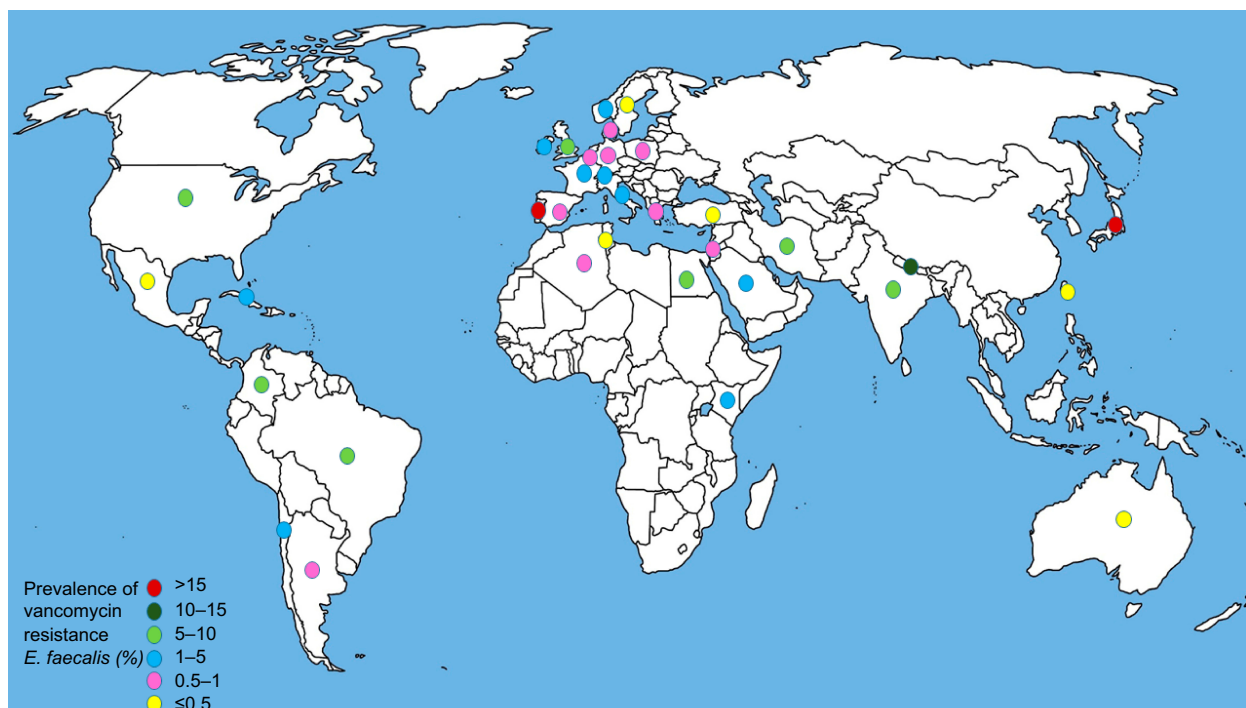 Prevalence of
vancomycin
resistance
E. faecalis (%)
>15
10–15
5–10
1–5
0.5–1
≤0.5